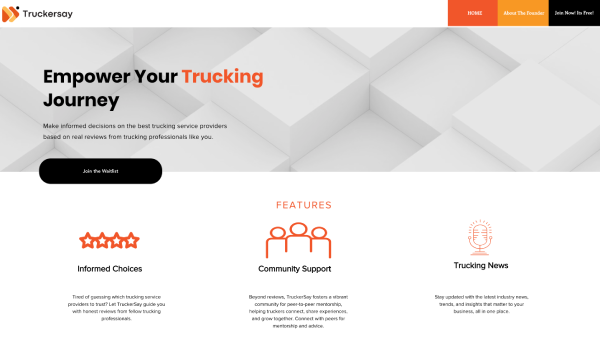 Truckersay
HOME
About The Founder
Join Now! Its Free!
Empower Your Trucking
Journey
Make informed decisions on the best trucking service providers
based on real reviews from trucking professionals like you.
Join the Waitlist
FEATURES
Informed Choices
Tired of guessing which trucking service
providers to trust? Let TruckerSay guide you
with honest reviews from fellow trucking
professionals.
Community Support
Beyond reviews, TruckerSay fosters a vibrant
community for peer-to-peer mentorship,
helping truckers connect, share experiences,
and grow together. Connect with peers for
mentorship and advice.
Trucking News
Stay updated with the latest industry news,
trends, and insights that matter to your
business, all in one place.